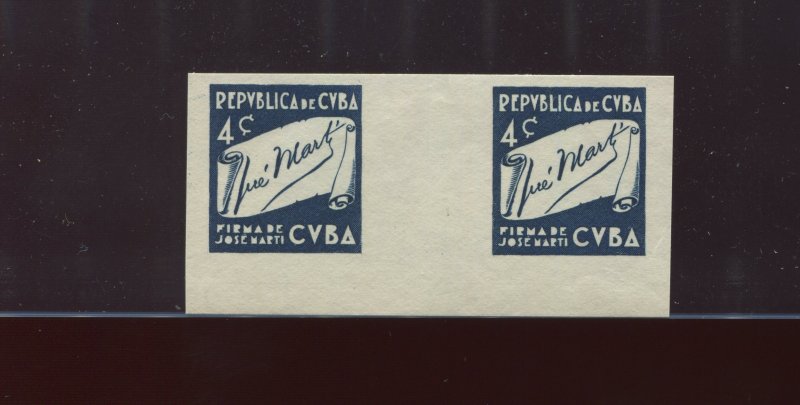 REPVBLICA DE CVBA
4¢
José Martí
FIRMA DE
JOSE MARTI CVBA
REPVBLICA DE CVBA
4¢
José Martí
FIRMA DE
JOSE MARTI CVBA